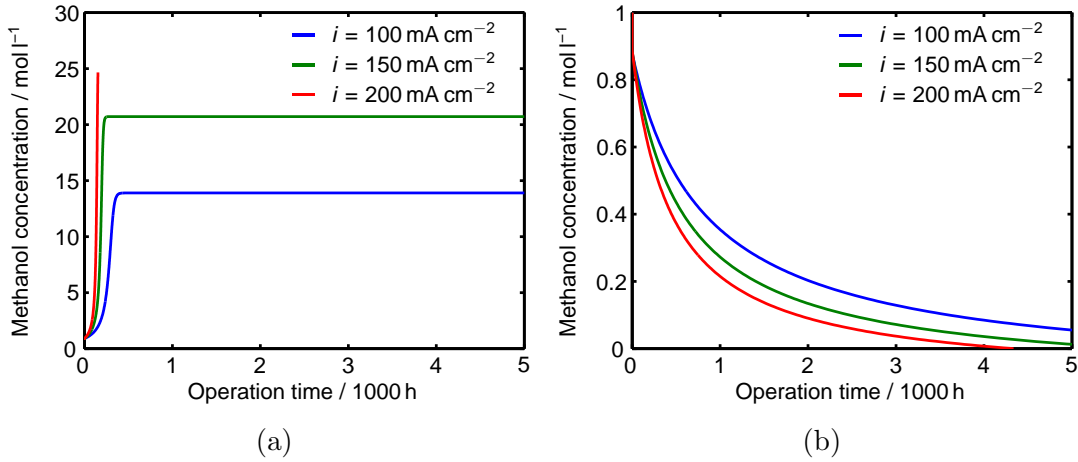 30
25
20
15
10
5
0
Methanol concentration / mol l⁻¹
i = 100 mA cm⁻²
i = 150 mA cm⁻²
i = 200 mA cm⁻²
0 1 2 3 4 5
Operation time / 1000 h
(a)
1
0.8
0.6
0.4
0.2
0
Methanol concentration / mol l⁻¹
i = 100 mA cm⁻²
i = 150 mA cm⁻²
i = 200 mA cm⁻²
0 1 2 3 4 5
Operation time / 1000 h
(b)